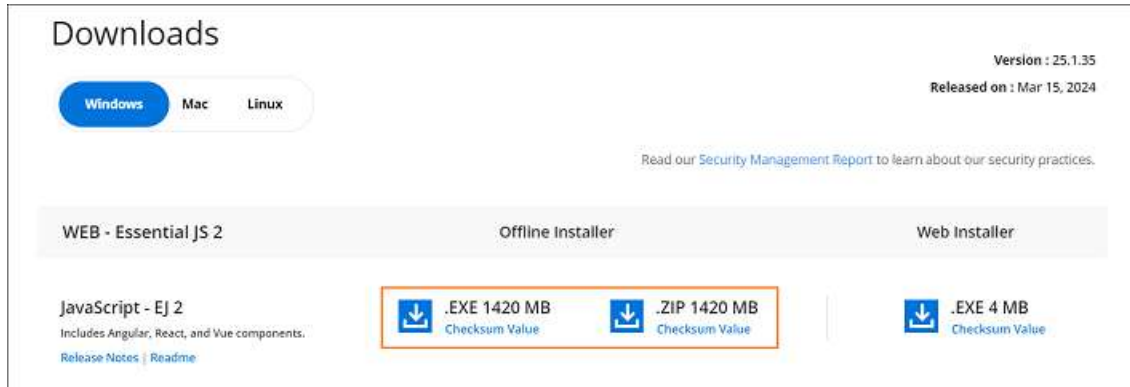 Downloads
Version : 25.1.35
Released on : Mar 15, 2024
Windows Mac Linux
Read our Security Management Report to learn about our security practices.
WEB - Essential JS 2 Offline Installer Web Installer
JavaScript - EJ 2 .EXE 1420 MB .ZIP 1420 MB .EXE 4 MB
Includes Angular, React, and Vue components. Checksum Value Checksum Value Checksum Value
Release Notes | Readme